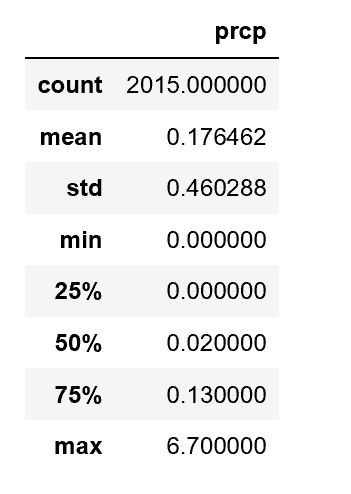 prcp
count 2015.000000
mean 0.176462
std 0.460288
min 0.000000
25% 0.000000
50% 0.020000
75% 0.130000
max 6.700000